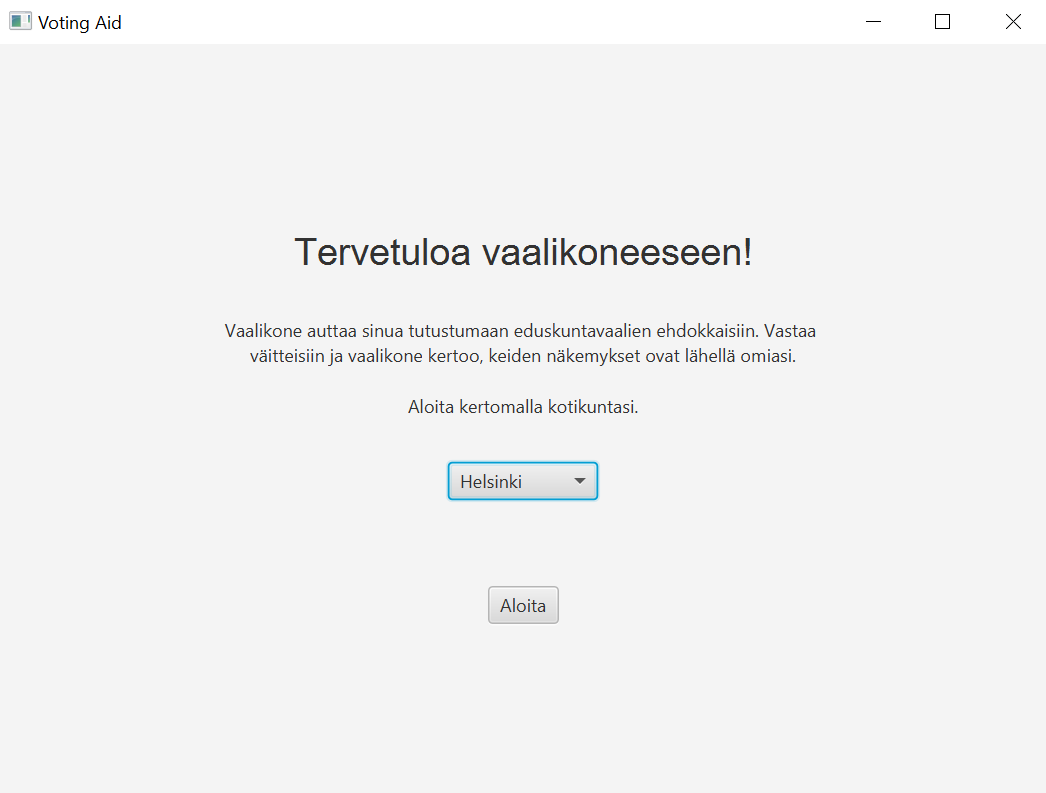 Voting Aid
Tervetuloa vaalikoneeseen!
Vaalikone auttaa sinua tutustumaan eduskuntavaalien ehdokkaisiin. Vastaa
väitteisiin ja vaalikone kertoo, keiden näkemykset ovat lähellä omiasi.
Aloita kertomalla kotikuntasi.
Helsinki
Aloita